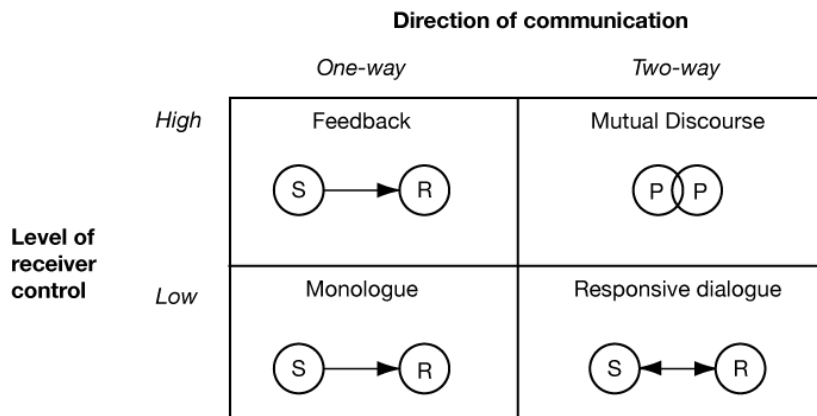 Direction of communication
One-way Two-way
High Feedback Mutual Discourse
S R P P
Level of
receiver
control
Low Monologue Responsive dialogue
S R S R